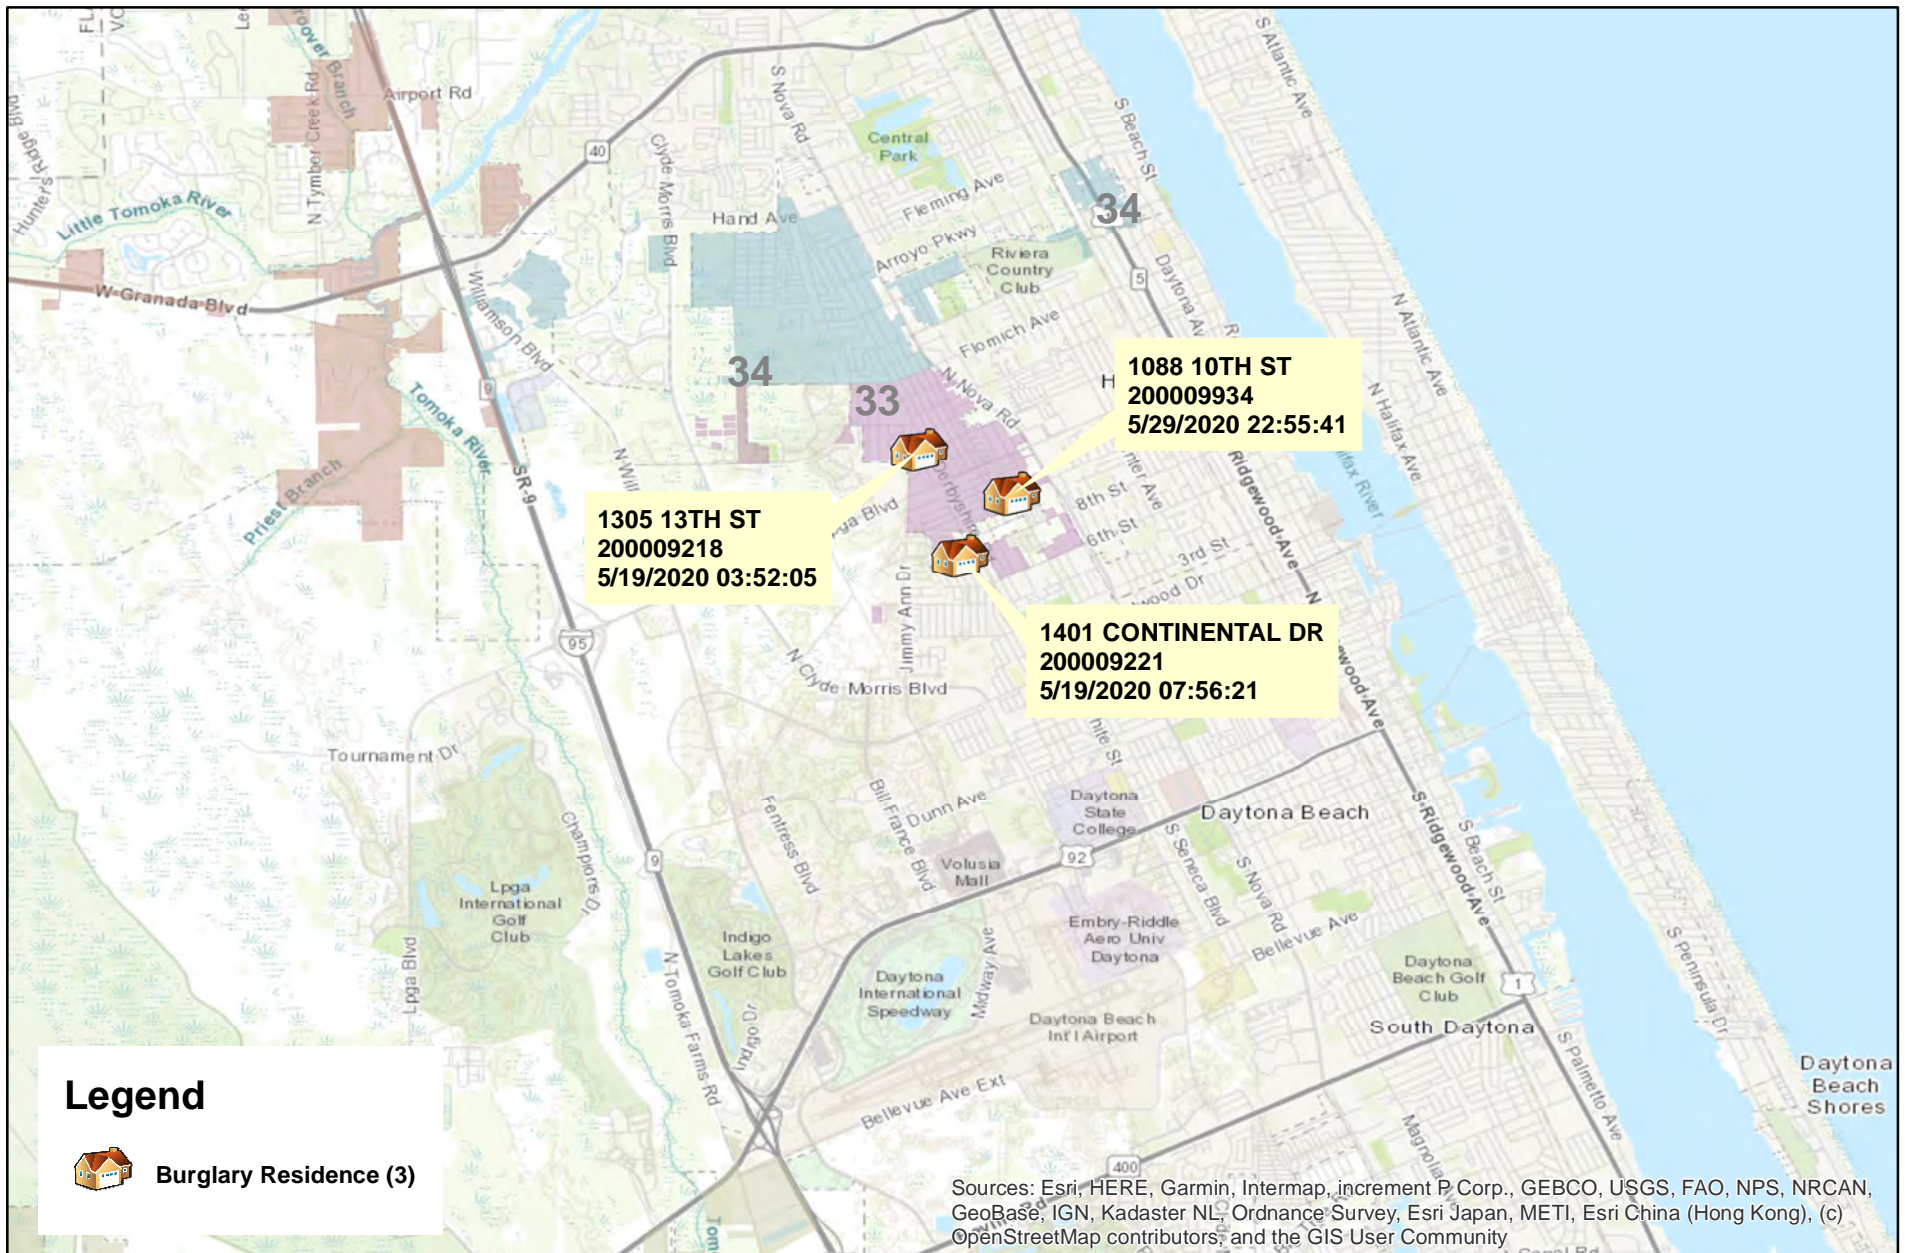 Airport Rd
N Tymber Creek Rd
Hunter's Ridge Blvd
Little Tomoka River
W Granada Blvd
40
Clyde Morris Blvd
S Nova Rd
Central
Park
Fleming Ave
Hand Ave
Arroyo Pkwy
Riviera
Country
Club
S Beach St
S Atlantic Ave
34
5
Williamson Blvd
Flomich Ave
N Atlantic Ave
N Halifax Ave
34
33
N Nova Rd
9
Tomoka River
Priest Branch
SR-9
1088 10TH ST
200009934
5/29/2020 22:55:41
1305 13TH ST
200009218
5/19/2020 03:52:05
8th St
6th St
3rd St
Ridgewood Ave
Jimmy Ann Dr
1401 CONTINENTAL DR
200009221
5/19/2020 07:56:21
95
N Clyde Morris Blvd
Tournament Dr
Champions Dr
9
Fentress Blvd
Bill France Blvd
Dunn Ave
Volusia
Mall
Daytona
State
College
92
Daytona Beach
S Ridgewood Ave
S Beach St
S Seneca Blvd
S Nova Rd
Lpga
International
Golf
Club
Lpga Blvd
Indigo
Lakes
Golf Club
N Tomoka Farms Rd
Indigo Dr
Daytona
International
Speedway
Midway Ave
Embry-Riddle
Aero Univ
Daytona
Bellevue Ave
Daytona
Beach Golf
Club
1
South Daytona
S Peninsula Dr
S Palmetto Ave
Daytona Beach
Int'l Airport
Bellevue Ave Ext
400
Daytona
Beach
Shores
Legend
Burglary Residence (3)
Sources: Esri, HERE, Garmin, Intermap, increment P Corp., GEBCO, USGS, FAO, NPS, NRCAN,
GeoBase, IGN, Kadaster NL, Ordnance Survey, Esri Japan, METI, Esri China (Hong Kong), (c)
OpenStreetMap contributors, and the GIS User Community